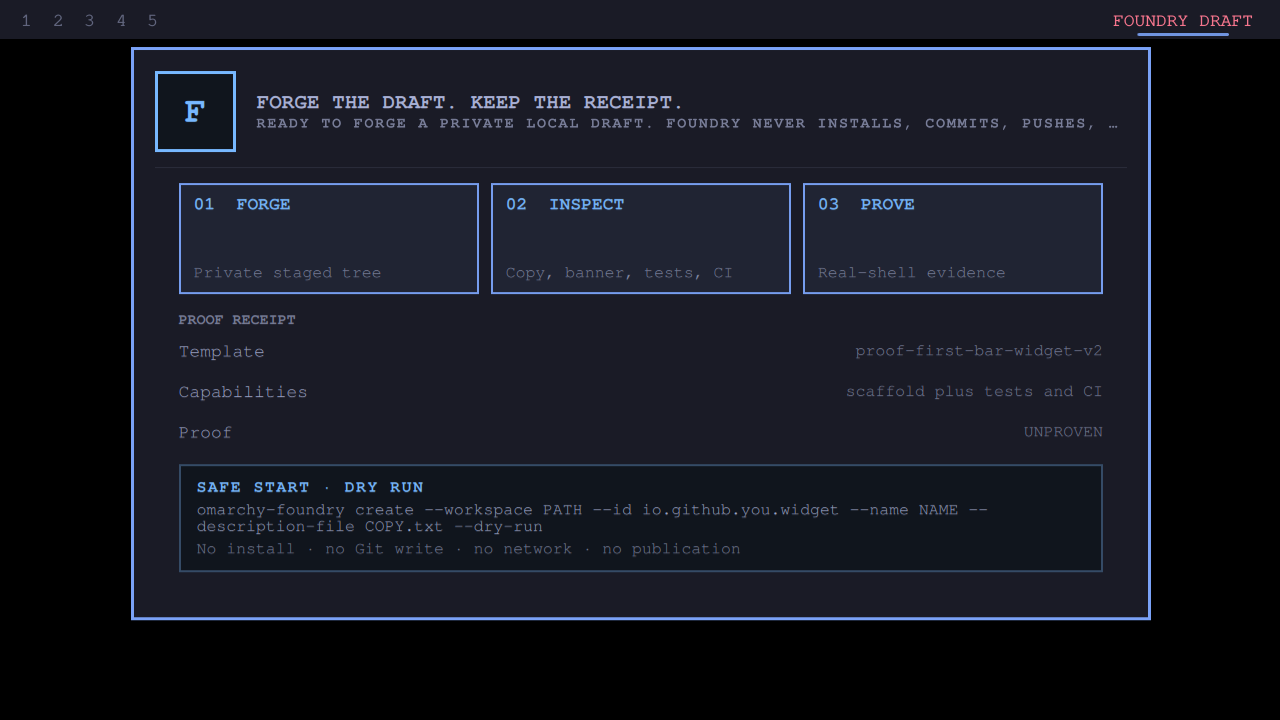 1 2 3 4 5 FOUNDRY DRAFT
F
FORGE THE DRAFT. KEEP THE RECEIPT.
READY TO FORGE A PRIVATE LOCAL DRAFT. FOUNDRY NEVER INSTALLS, COMMITS, PUSHES, …
01 FORGE
Private staged tree
02 INSPECT
Copy, banner, tests, CI
03 PROVE
Real-shell evidence
PROOF RECEIPT
Template proof-first-bar-widget-v2
Capabilities scaffold plus tests and CI
Proof UNPROVEN
SAFE START · DRY RUN
omarchy-foundry create --workspace PATH --id io.github.you.widget --name NAME --
description-file COPY.txt --dry-run
No install · no Git write · no network · no publication